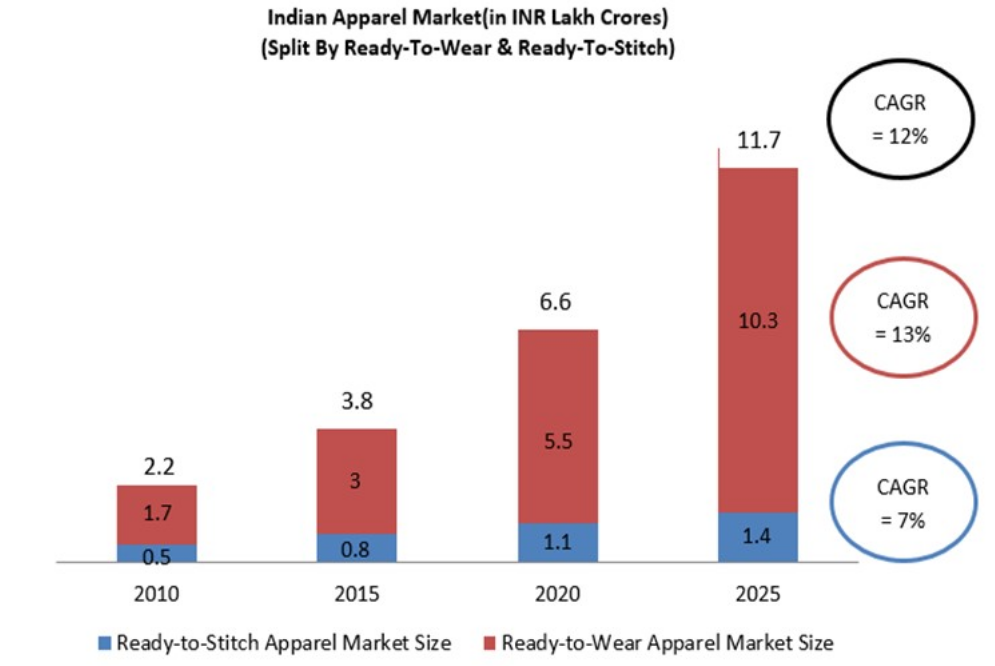 Indian Apparel Market(in INR Lakh Crores)
(Split By Ready-To-Wear & Ready-To-Stitch)
CAGR
= 12%
11.7
CAGR
= 13%
10.3
6.6
5.5
3.8
3
2.2
1.7
CAGR
= 7%
0.5
0.8
1.1
1.4
2010
2015
2020
2025
Ready-to-Stitch Apparel Market Size
Ready-to-Wear Apparel Market Size